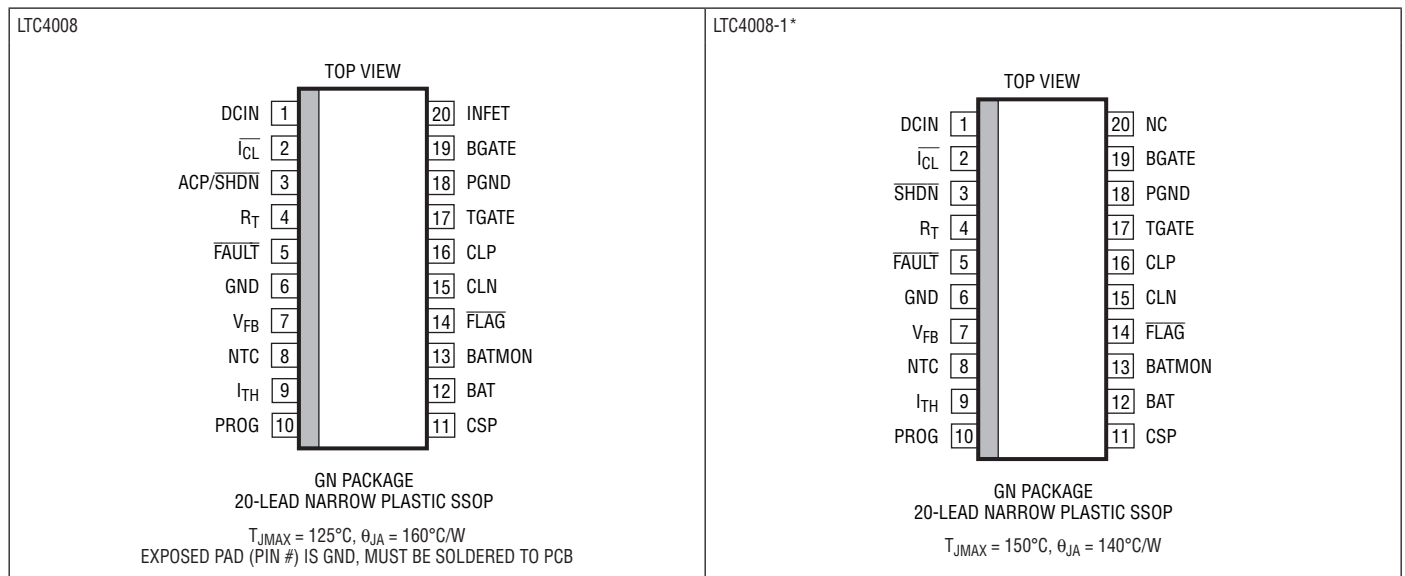 LTC4008
TOP VIEW
DCIN 1
I̅C̅L̅ 2
ACP/S̅H̅D̅N̅ 3
RT 4
F̅A̅U̅L̅T̅ 5
GND 6
VFB 7
NTC 8
ITH 9
PROG 10
20 INFET
19 BGATE
18 PGND
17 TGATE
16 CLP
15 CLN
14 F̅L̅A̅G̅
13 BATMON
12 BAT
11 CSP
GN PACKAGE
20-LEAD NARROW PLASTIC SSOP
TJMAX = 125°C, θJA = 160°C/W
EXPOSED PAD (PIN #) IS GND, MUST BE SOLDERED TO PCB
LTC4008-1*
TOP VIEW
DCIN 1
I̅C̅L̅ 2
S̅H̅D̅N̅ 3
RT 4
F̅A̅U̅L̅T̅ 5
GND 6
VFB 7
NTC 8
ITH 9
PROG 10
20 NC
19 BGATE
18 PGND
17 TGATE
16 CLP
15 CLN
14 F̅L̅A̅G̅
13 BATMON
12 BAT
11 CSP
GN PACKAGE
20-LEAD NARROW PLASTIC SSOP
TJMAX = 150°C, θJA = 140°C/W